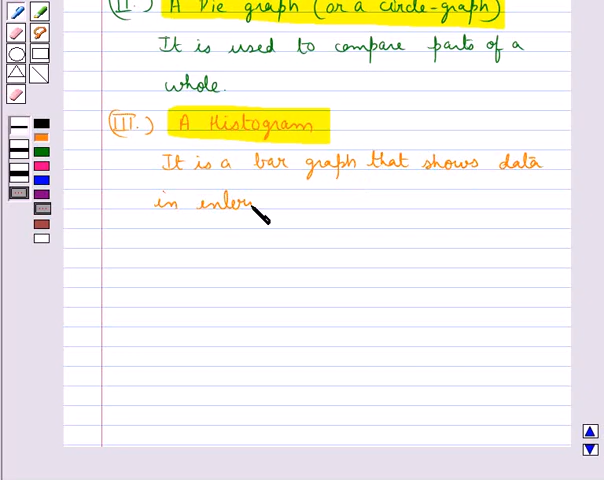 (II.) A Pie graph (or a circle-graph)
It is used to compare parts of a
whole.
(III.) A Histogram
It is a bar graph that shows data
in inter